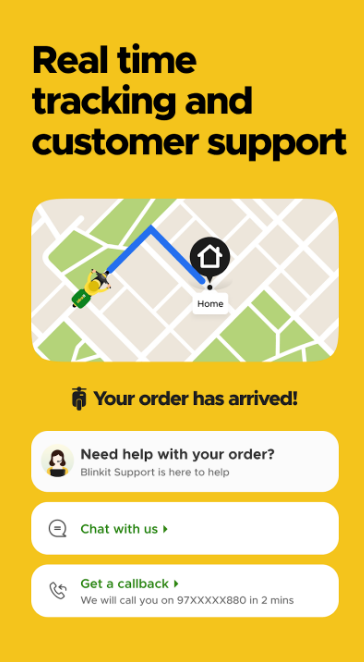 Real time
tracking and
customer support
Home
Your order has arrived!
Need help with your order?
Blinkit Support is here to help
Chat with us
Get a callback
We will call you on 97XXXXX880 in 2 mins